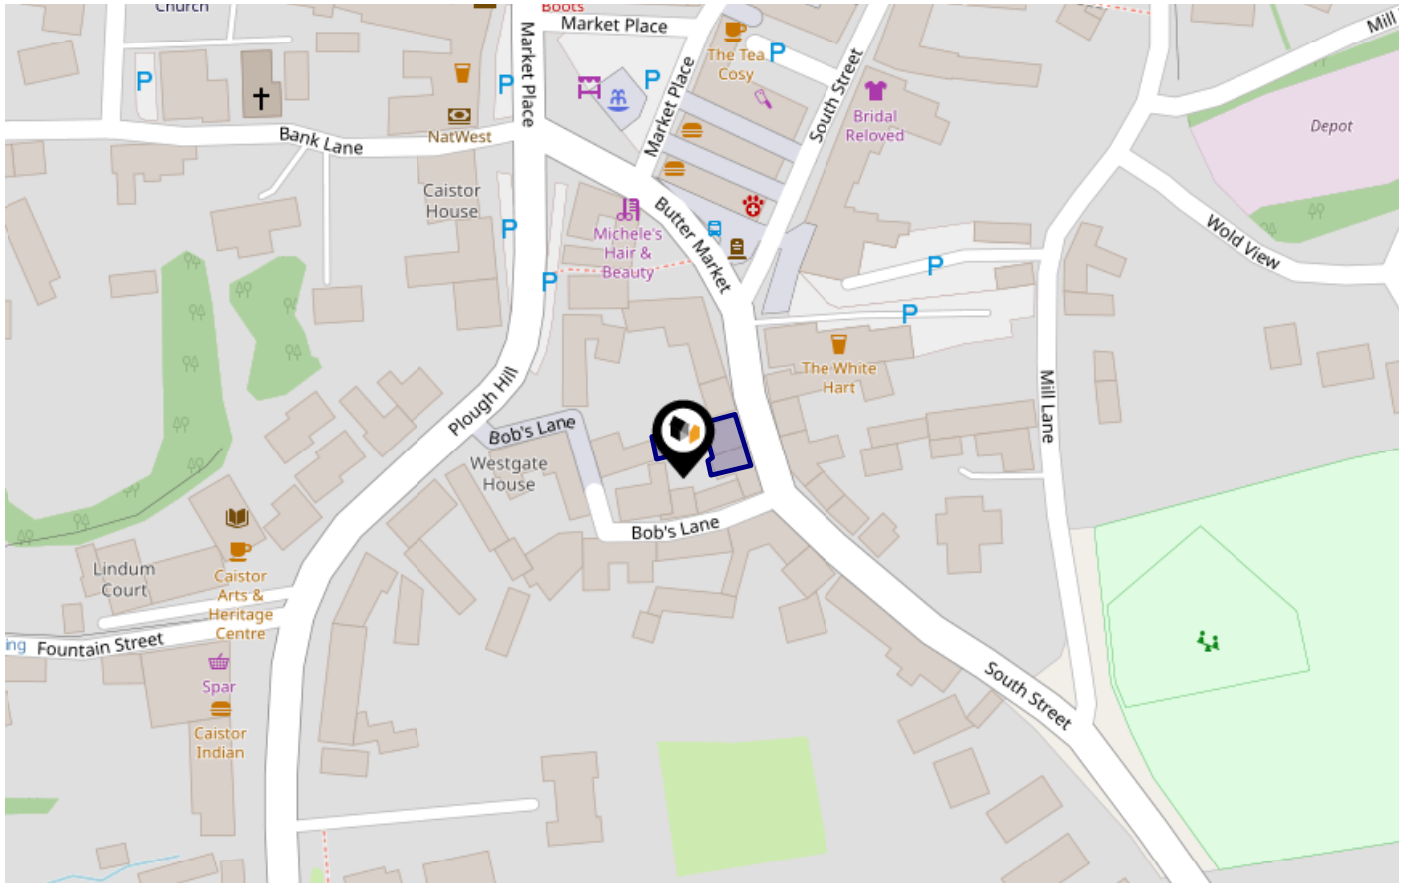 Church
Boots
Market Place
Mill
Market Place
The Tea
Cosy
P
P
P
P
Market Place
South Street
Bridal
Reloved
Depot
NatWest
Bank Lane
Caistor
House
P
Michele's
Hair &
Beauty
Butter Market
Wold View
P
P
P
The White
Hart
Plough Hill
Mill Lane
Bob's Lane
Westgate
House
Bob's Lane
Lindum
Court
Caistor
Arts &
Heritage
Centre
ing
Fountain Street
Spar
South Street
Caistor
Indian